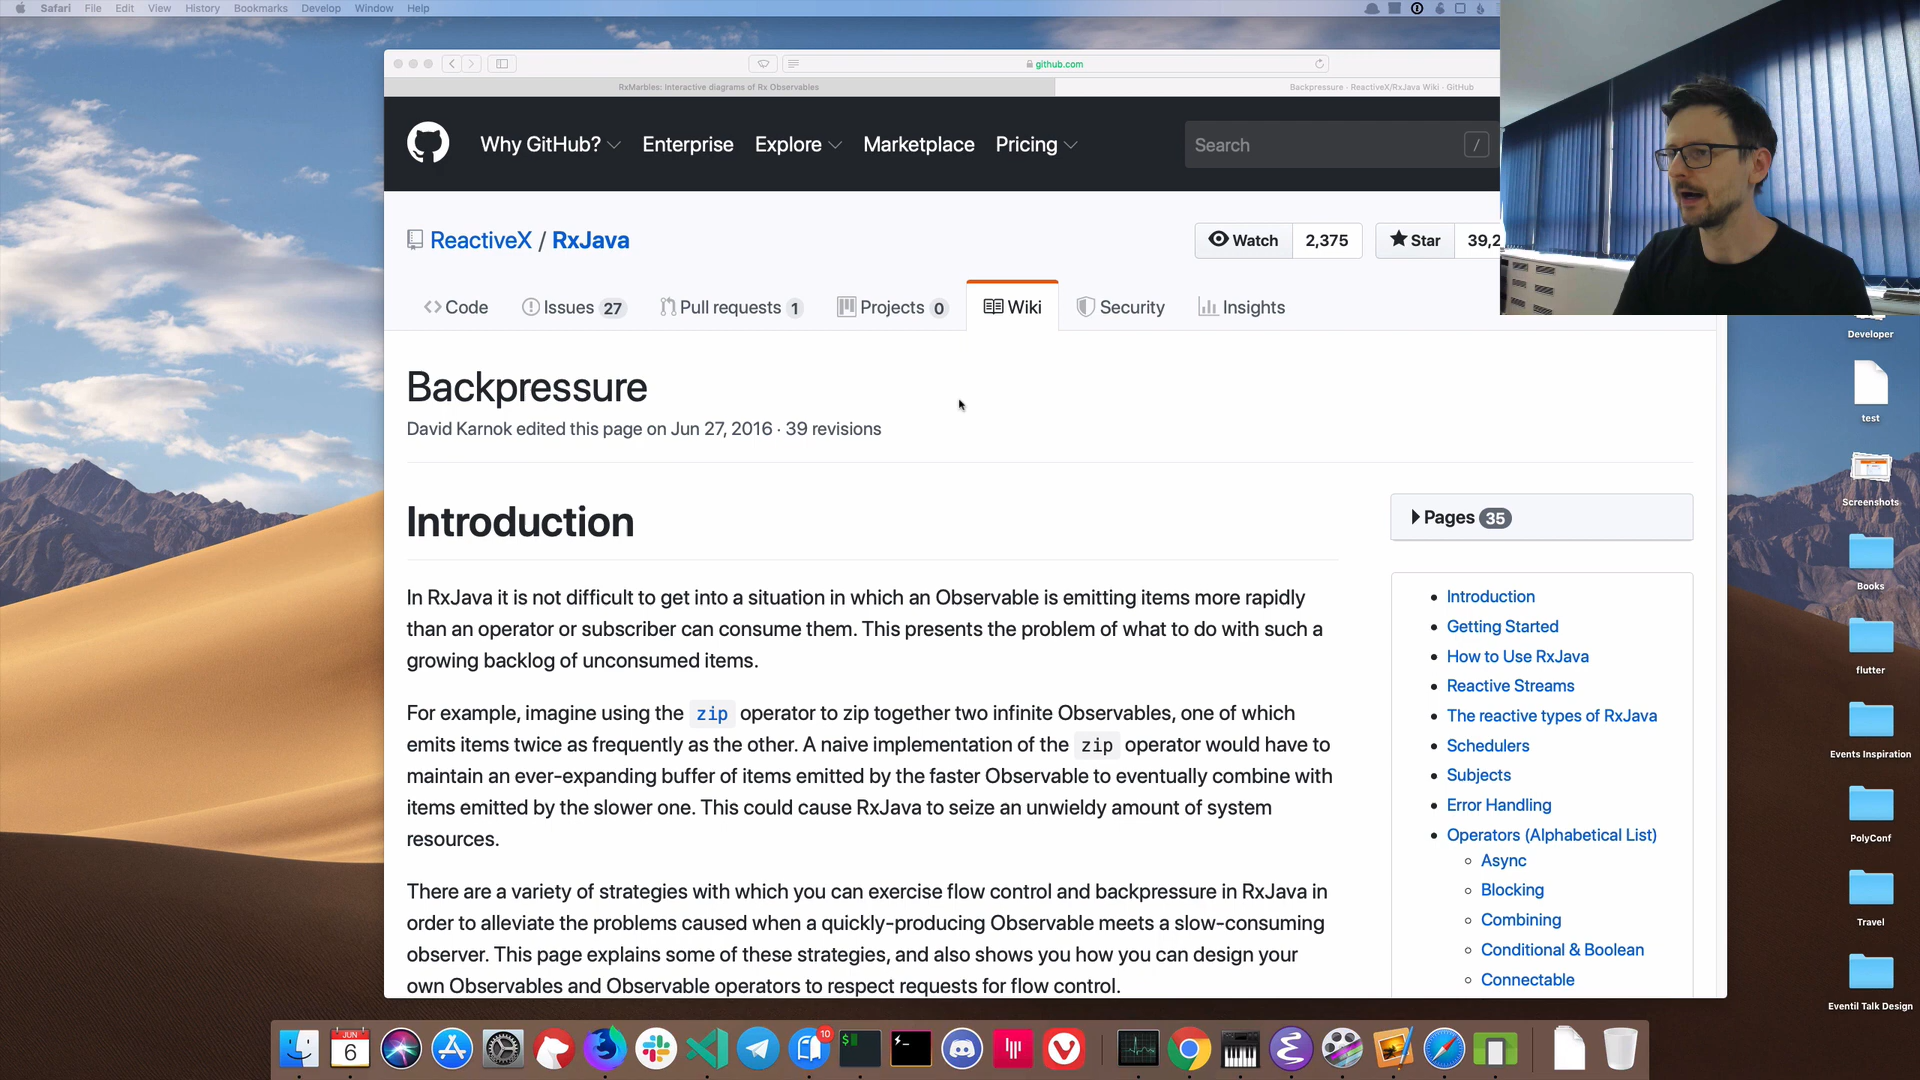 Safari File Edit View History Bookmarks Develop Window Help
github.com
RxMarbles: Interactive diagrams of Rx Observables
Backpressure · ReactiveX/RxJava Wiki · GitHub
Why GitHub? Enterprise Explore Marketplace Pricing
Search /
ReactiveX / RxJava
Watch 2,375 Star 39,2
Code Issues 27 Pull requests 1 Projects 0 Wiki Security Insights
Backpressure
David Karnok edited this page on Jun 27, 2016 · 39 revisions
Introduction
In RxJava it is not difficult to get into a situation in which an Observable is emitting items more rapidly
than an operator or subscriber can consume them. This presents the problem of what to do with such a
growing backlog of unconsumed items.
For example, imagine using the zip operator to zip together two infinite Observables, one of which
emits items twice as frequently as the other. A naive implementation of the zip operator would have to
maintain an ever-expanding buffer of items emitted by the faster Observable to eventually combine with
items emitted by the slower one. This could cause RxJava to seize an unwieldy amount of system
resources.
There are a variety of strategies with which you can exercise flow control and backpressure in RxJava in
order to alleviate the problems caused when a quickly-producing Observable meets a slow-consuming
observer. This page explains some of these strategies, and also shows you how you can design your
own Observables and Observable operators to respect requests for flow control.
Pages 35
Introduction
Getting Started
How to Use RxJava
Reactive Streams
The reactive types of RxJava
Schedulers
Subjects
Error Handling
Operators (Alphabetical List)
Async
Blocking
Combining
Conditional & Boolean
Connectable
Developer
test
Screenshots
Books
flutter
Events Inspiration
PolyConf
Travel
Eventil Talk Design
JUN
6
10
$